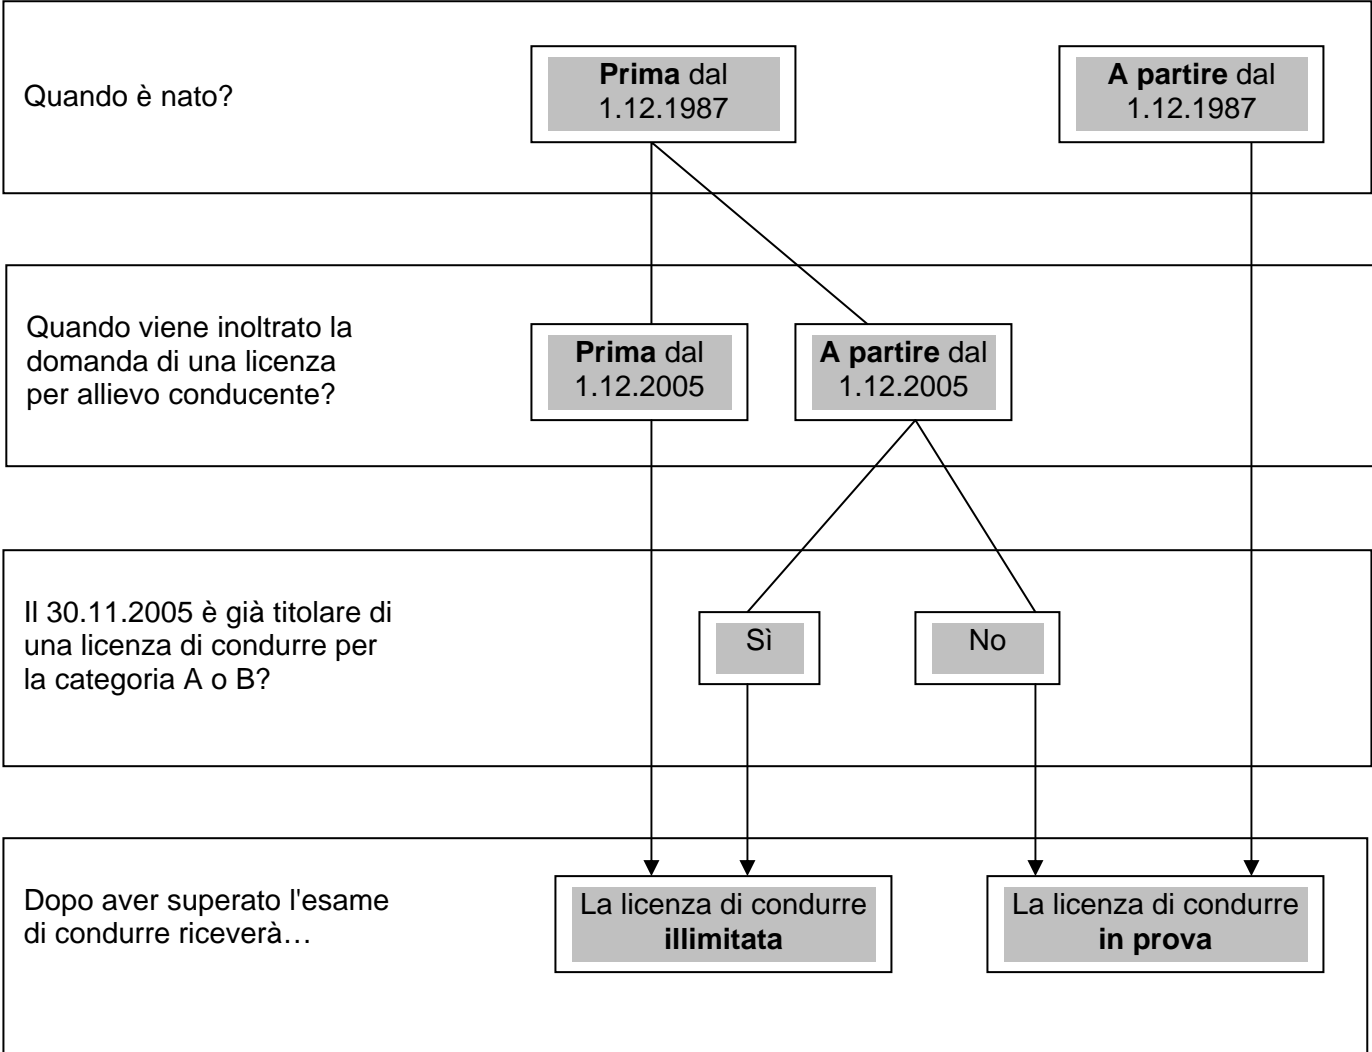 Quando è nato?
Prima dal
1.12.1987
A partire dal
1.12.1987
Quando viene inoltrato la
domanda di una licenza
per allievo conducente?
Prima dal
1.12.2005
A partire dal
1.12.2005
Il 30.11.2005 è già titolare di
una licenza di condurre per
la categoria A o B?
Sì
No
Dopo aver superato l'esame
di condurre riceverà…
La licenza di condurre
illimitata
La licenza di condurre
in prova